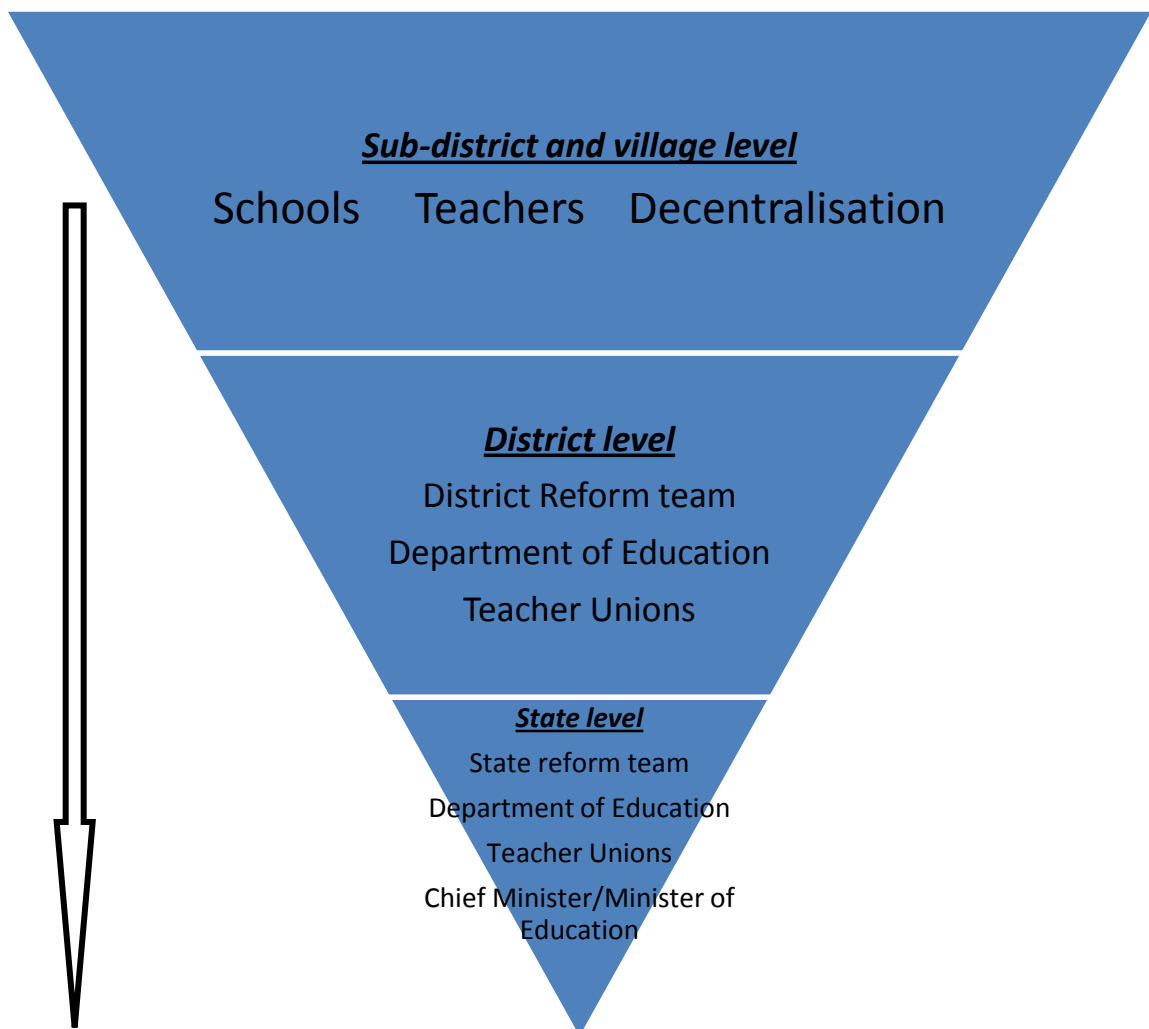 Sub-district and village level
Schools Teachers Decentralisation
District level
District Reform team
Department of Education
Teacher Unions
State level
State reform team
Department of Education
Teacher Unions
Chief Minister/Minister of
Education